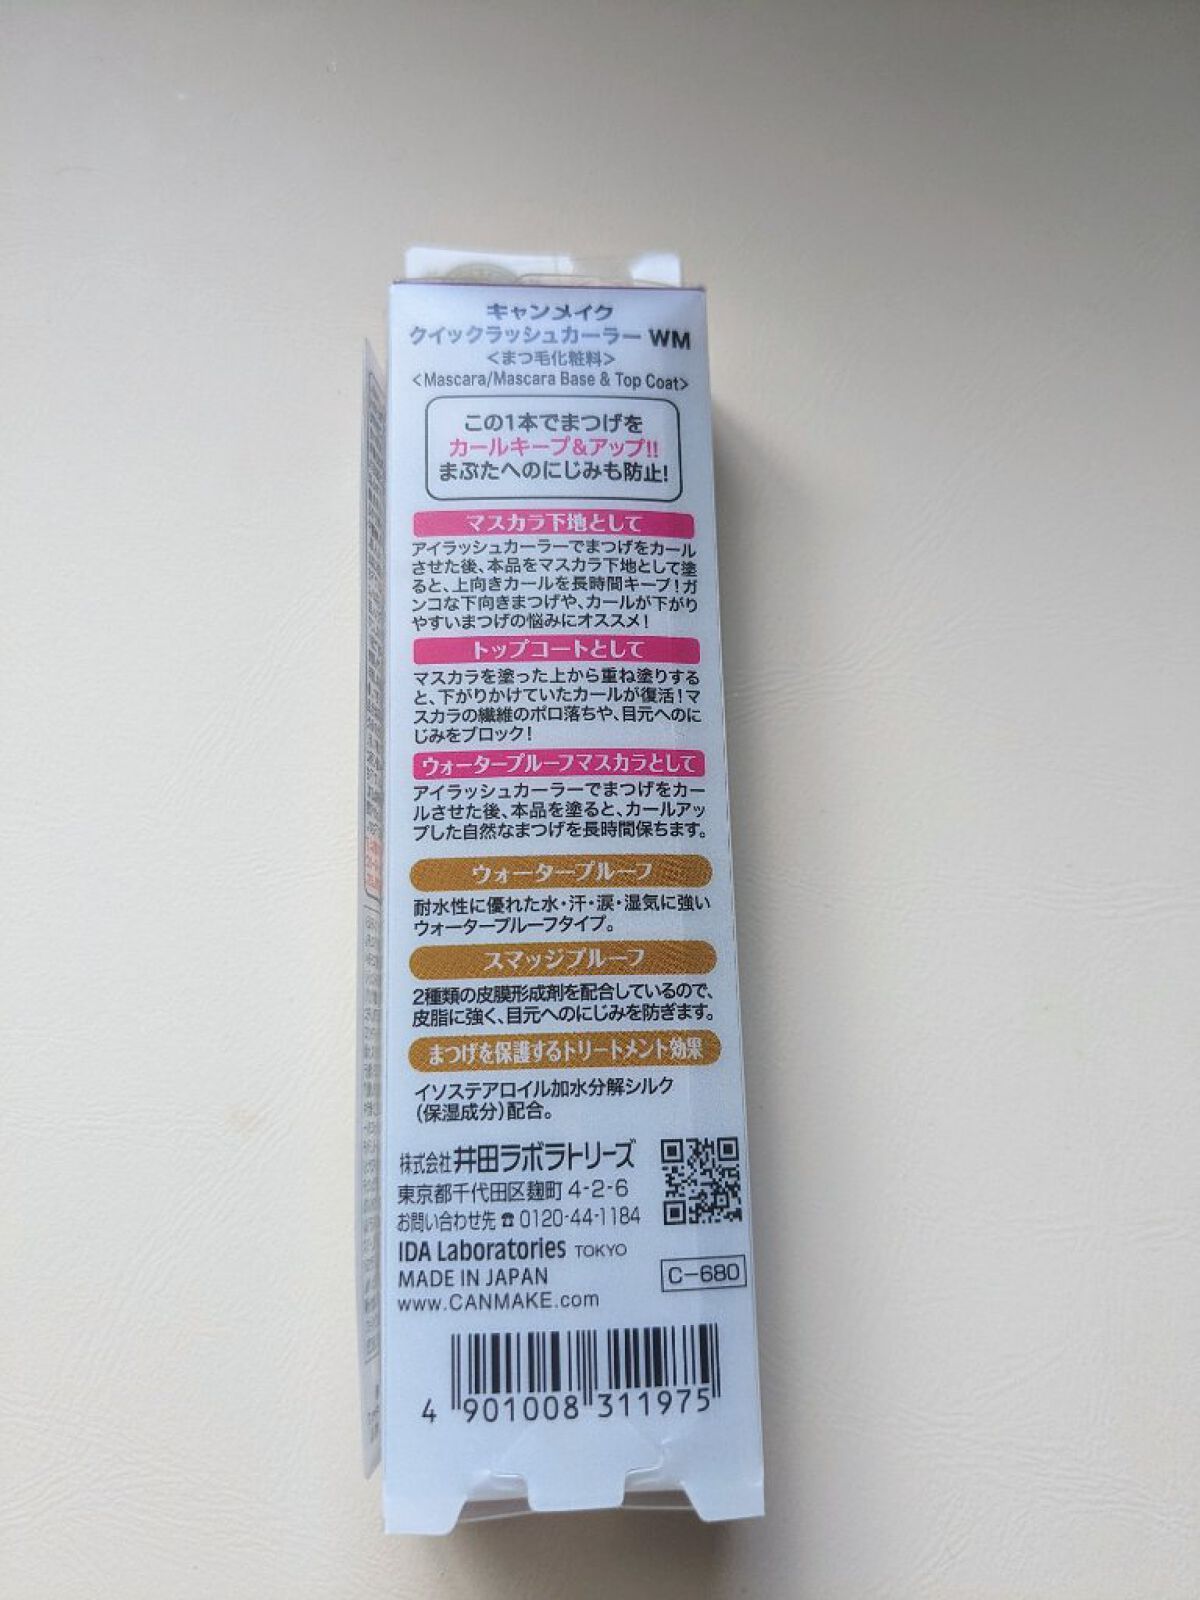 キャンメイク
クイックラッシュカーラー WM
<まつ毛化粧料>
<Mascara/Mascara Base & Top Coat>
この1本でまつげを
カールキープ&アップ!!
まぶたへのにじみも防止!
マスカラ下地として
アイラッシュカーラーでまつげをカール
させた後、本品をマスカラ下地として塗
ると、上向きカールを長時間キープ!ガ
ンコな下向きまつげや、カールが下がり
やすいまつげの悩みにオススメ!
トップコートとして
マスカラを塗った上から重ね塗りする
と、下がりかけていたカールが復活!マ
スカラの繊維のポロ落ちや、目元へのに
じみをブロック!
ウォータープルーフマスカラとして
アイラッシュカーラーでまつげをカー
ルさせた後、本品を塗ると、カールアッ
プした自然なまつげを長時間保ちます。
ウォータープルーフ
耐水性に優れた水・汗・涙・湿気に強い
ウォータープルーフタイプ。
スマッジプルーフ
2種類の皮膜形成剤を配合しているので、
皮脂に強く、目元へのにじみを防ぎます。
まつげを保護するトリートメント効果
イソステアロイル加水分解シルク
(保湿成分)配合。
株式会社 井田ラボラトリーズ
東京都千代田区麹町 4-2-6
お問い合わせ先 ☎ 0120-44-1184
IDA Laboratories TOKYO
MADE IN JAPAN
C-680
www.CANMAKE.com
4 901008 311975